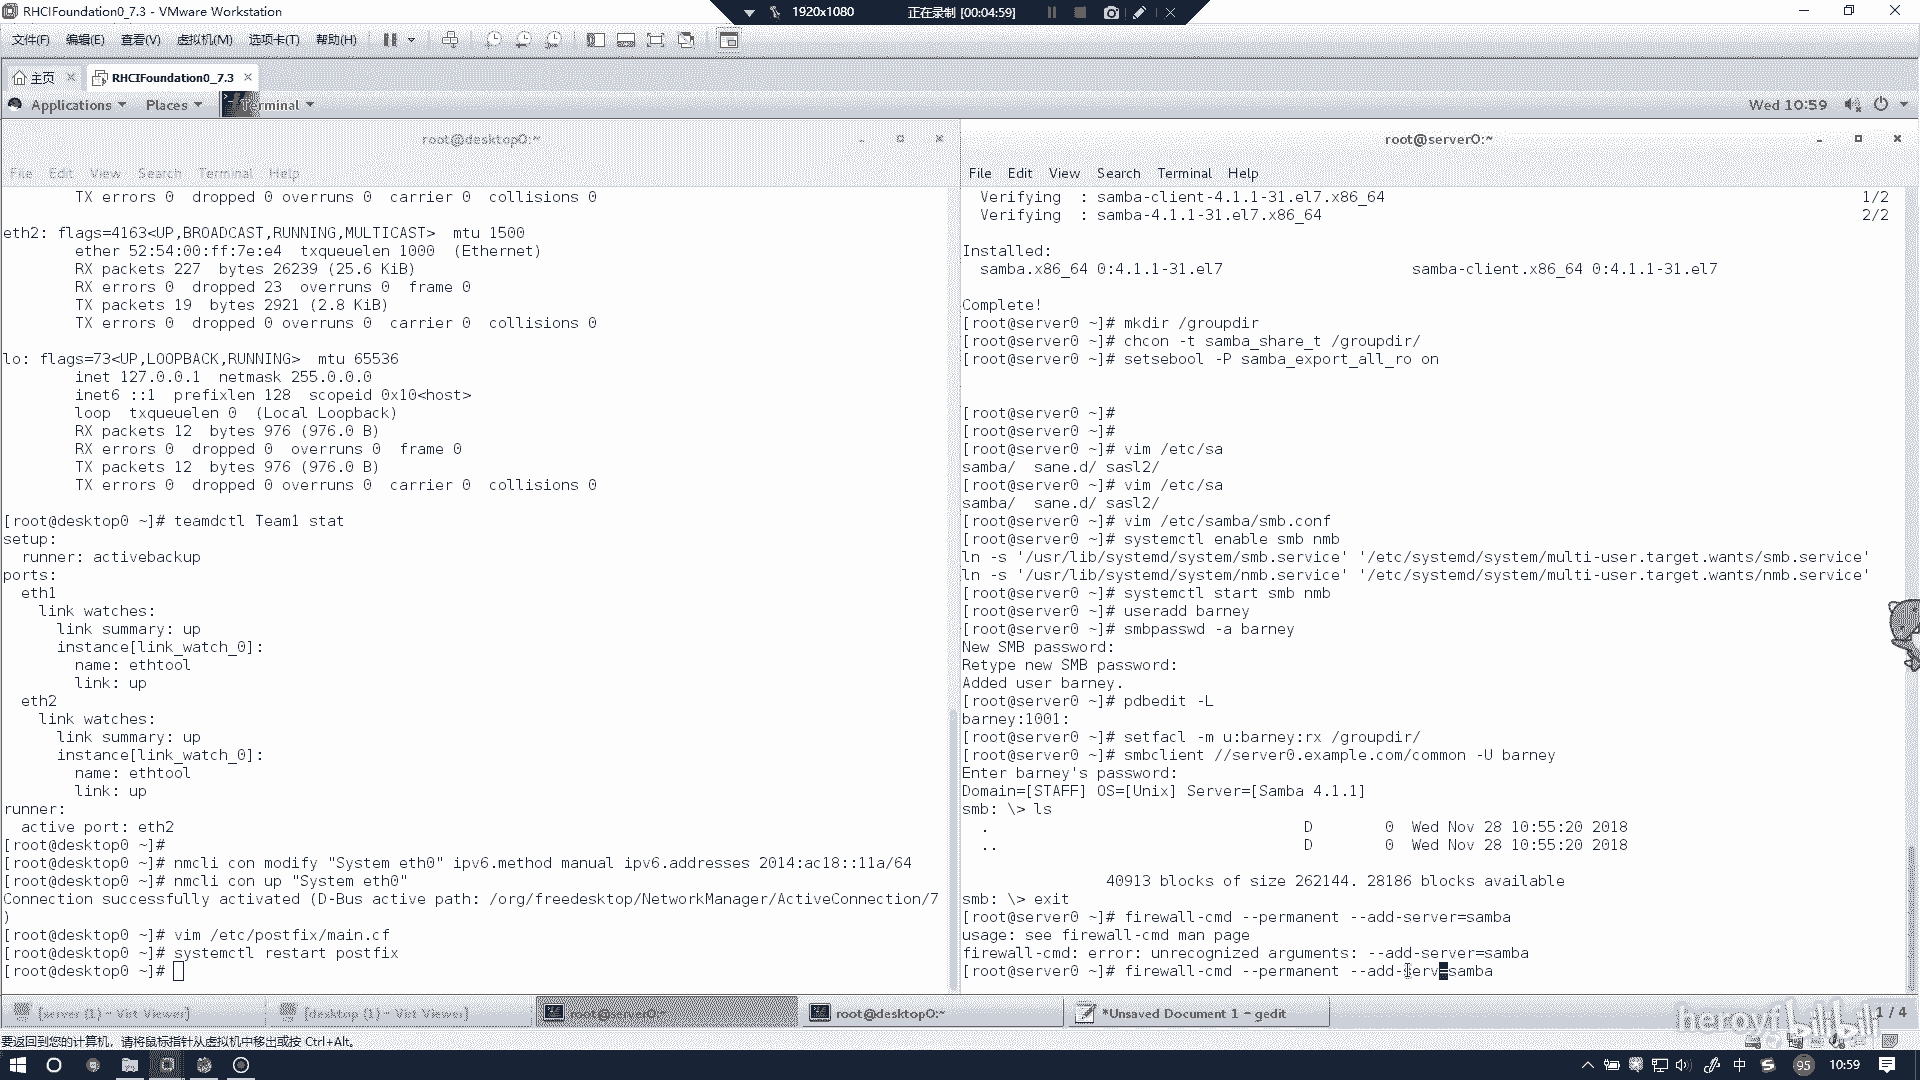 RHCIFoundation0_7.3 - VMware Workstation
1920x1080
正在录制 [00:04:59]
文件(F) 编辑(E) 查看(V) 虚拟机(M) 选项卡(T) 帮助(H)
主页
RHCIFoundation0_7.3
Applications Places Terminal
Wed 10:59
root@desktop0:~
File Edit View Search Terminal Help
TX errors 0 dropped 0 overruns 0 carrier 0 collisions 0
eth2: flags=4163<UP,BROADCAST,RUNNING,MULTICAST> mtu 1500
ether 52:54:00:ff:7e:e4 txqueuelen 1000 (Ethernet)
RX packets 227 bytes 26239 (25.6 KiB)
RX errors 0 dropped 23 overruns 0 frame 0
TX packets 19 bytes 2921 (2.8 KiB)
TX errors 0 dropped 0 overruns 0 carrier 0 collisions 0
lo: flags=73<UP,LOOPBACK,RUNNING> mtu 65536
inet 127.0.0.1 netmask 255.0.0.0
inet6 ::1 prefixlen 128 scopeid 0x10<host>
loop txqueuelen 0 (Local Loopback)
RX packets 12 bytes 976 (976.0 B)
RX errors 0 dropped 0 overruns 0 frame 0
TX packets 12 bytes 976 (976.0 B)
TX errors 0 dropped 0 overruns 0 carrier 0 collisions 0
[root@desktop0 ~]# teamdctl Team1 stat
setup:
runner: activebackup
ports:
eth1
link watches:
link summary: up
instance[link_watch_0]:
name: ethtool
link: up
eth2
link watches:
link summary: up
instance[link_watch_0]:
name: ethtool
link: up
runner:
active port: eth2
[root@desktop0 ~]#
[root@desktop0 ~]# nmcli con modify "System eth0" ipv6.method manual ipv6.addresses 2014:ac18::11a/64
[root@desktop0 ~]# nmcli con up "System eth0"
Connection successfully activated (D-Bus active path: /org/freedesktop/NetworkManager/ActiveConnection/7
)
[root@desktop0 ~]# vim /etc/postfix/main.cf
[root@desktop0 ~]# systemctl restart postfix
[root@desktop0 ~]#
root@server0:~
File Edit View Search Terminal Help
Verifying : samba-client-4.1.1-31.el7.x86_64 1/2
Verifying : samba-4.1.1-31.el7.x86_64 2/2
Installed:
samba.x86_64 0:4.1.1-31.el7 samba-client.x86_64 0:4.1.1-31.el7
Complete!
[root@server0 ~]# mkdir /groupdir
[root@server0 ~]# chcon -t samba_share_t /groupdir/
[root@server0 ~]# setsebool -P samba_export_all_ro on
[root@server0 ~]#
[root@server0 ~]#
[root@server0 ~]# vim /etc/sa
samba/ sane.d/ sasl2/
[root@server0 ~]# vim /etc/sa
samba/ sane.d/ sasl2/
[root@server0 ~]# vim /etc/samba/smb.conf
[root@server0 ~]# systemctl enable smb nmb
ln -s '/usr/lib/systemd/system/smb.service' '/etc/systemd/system/multi-user.target.wants/smb.service'
ln -s '/usr/lib/systemd/system/nmb.service' '/etc/systemd/system/multi-user.target.wants/nmb.service'
[root@server0 ~]# systemctl start smb nmb
[root@server0 ~]# useradd barney
[root@server0 ~]# smbpasswd -a barney
New SMB password:
Retype new SMB password:
Added user barney.
[root@server0 ~]# pdbedit -L
barney:1001:
[root@server0 ~]# setfacl -m u:barney:rx /groupdir/
[root@server0 ~]# smbclient //server0.example.com/common -U barney
Enter barney's password:
Domain=[STAFF] OS=[Unix] Server=[Samba 4.1.1]
smb: \> ls
. D 0 Wed Nov 28 10:55:20 2018
.. D 0 Wed Nov 28 10:55:20 2018
40913 blocks of size 262144. 28186 blocks available
smb: \> exit
[root@server0 ~]# firewall-cmd --permanent --add-server=samba
usage: see firewall-cmd man page
firewall-cmd: error: unrecognized arguments: --add-server=samba
[root@server0 ~]# firewall-cmd --permanent --add-serv=samba
[server (1) - Virt Viewer]
[desktop (1) - Virt Viewer]
root@server0:~
root@desktop0:~
*Unsaved Document 1 - gedit
heroyf bilibili
1 / 4
要返回到您的计算机，请将鼠标指针从虚拟机中移出或按 Ctrl+Alt。
中
95
10:59